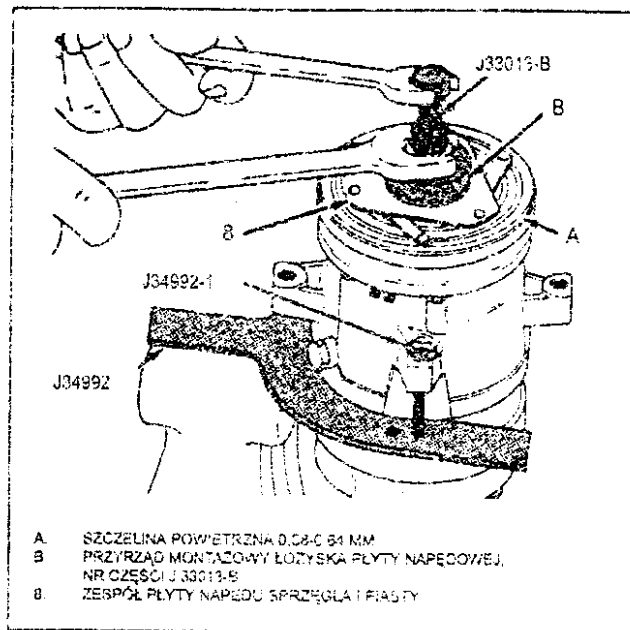 J33013-B
B
8
A
J34992-1
J34992
A. SZCZELINA POWIETRZNA 0,38-0,64 MM
B PRZYRZĄD MONTAŻOWY ŁOŻYSKA PŁYTY NAPĘDOWEJ,
NR CZĘŚCI J 33013-B
8. ZESPÓŁ PŁYTY NAPĘDU SPRZĘGŁA I PIASTY